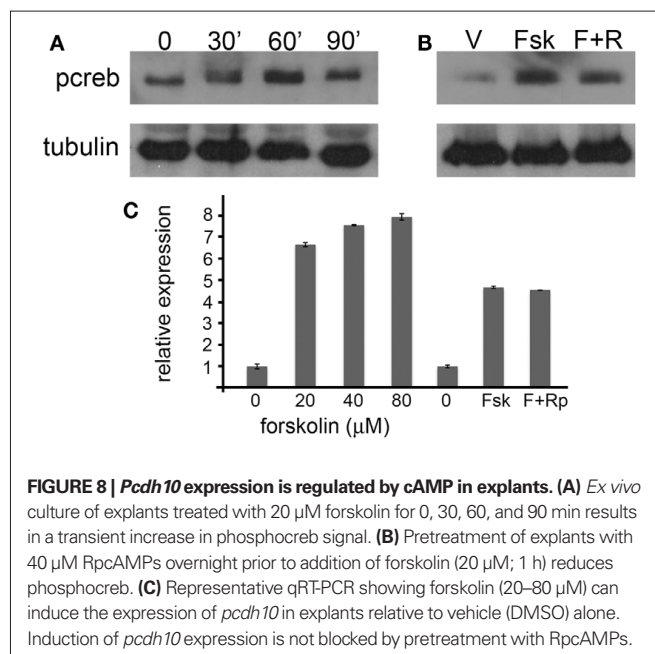 A 0 30' 60' 90' B V Fsk F+R
pcreb
tubulin
C
relative expression
8
7
6
5
4
3
2
1
0 20 40 80 0 Fsk F+Rp
forskolin (µM)
FIGURE 8 | Pcdh10 expression is regulated by cAMP in explants. (A) Ex vivo
culture of explants treated with 20 µM forskolin for 0, 30, 60, and 90 min results
in a transient increase in phosphocreb signal. (B) Pretreatment of explants with
40 µM RpcAMPs overnight prior to addition of forskolin (20 µM; 1 h) reduces
phosphocreb. (C) Representative qRT-PCR showing forskolin (20–80 µM) can
induce the expression of pcdh10 in explants relative to vehicle (DMSO) alone.
Induction of pcdh10 expression is not blocked by pretreatment with RpcAMPs.